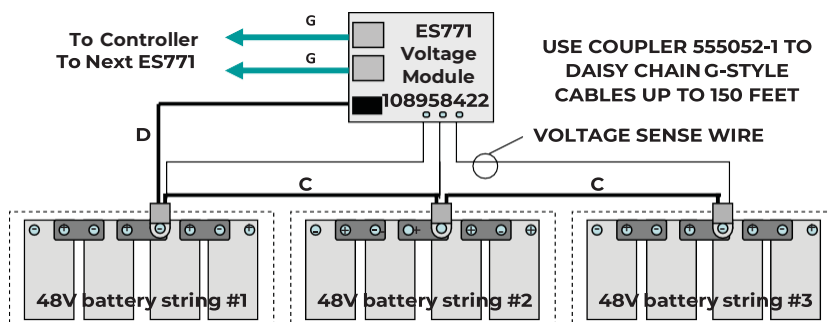 G
ES771
To Controller
Voltage
USE COUPLER 555052-1 TO
To Next ES771
G
Module
DAISY CHAIN G-STYLE
108958422
CABLES UP TO 150 FEET
D
VOLTAGE SENSE WIRE
C
C
48V battery string #1
48V battery string #2
48V battery string #3